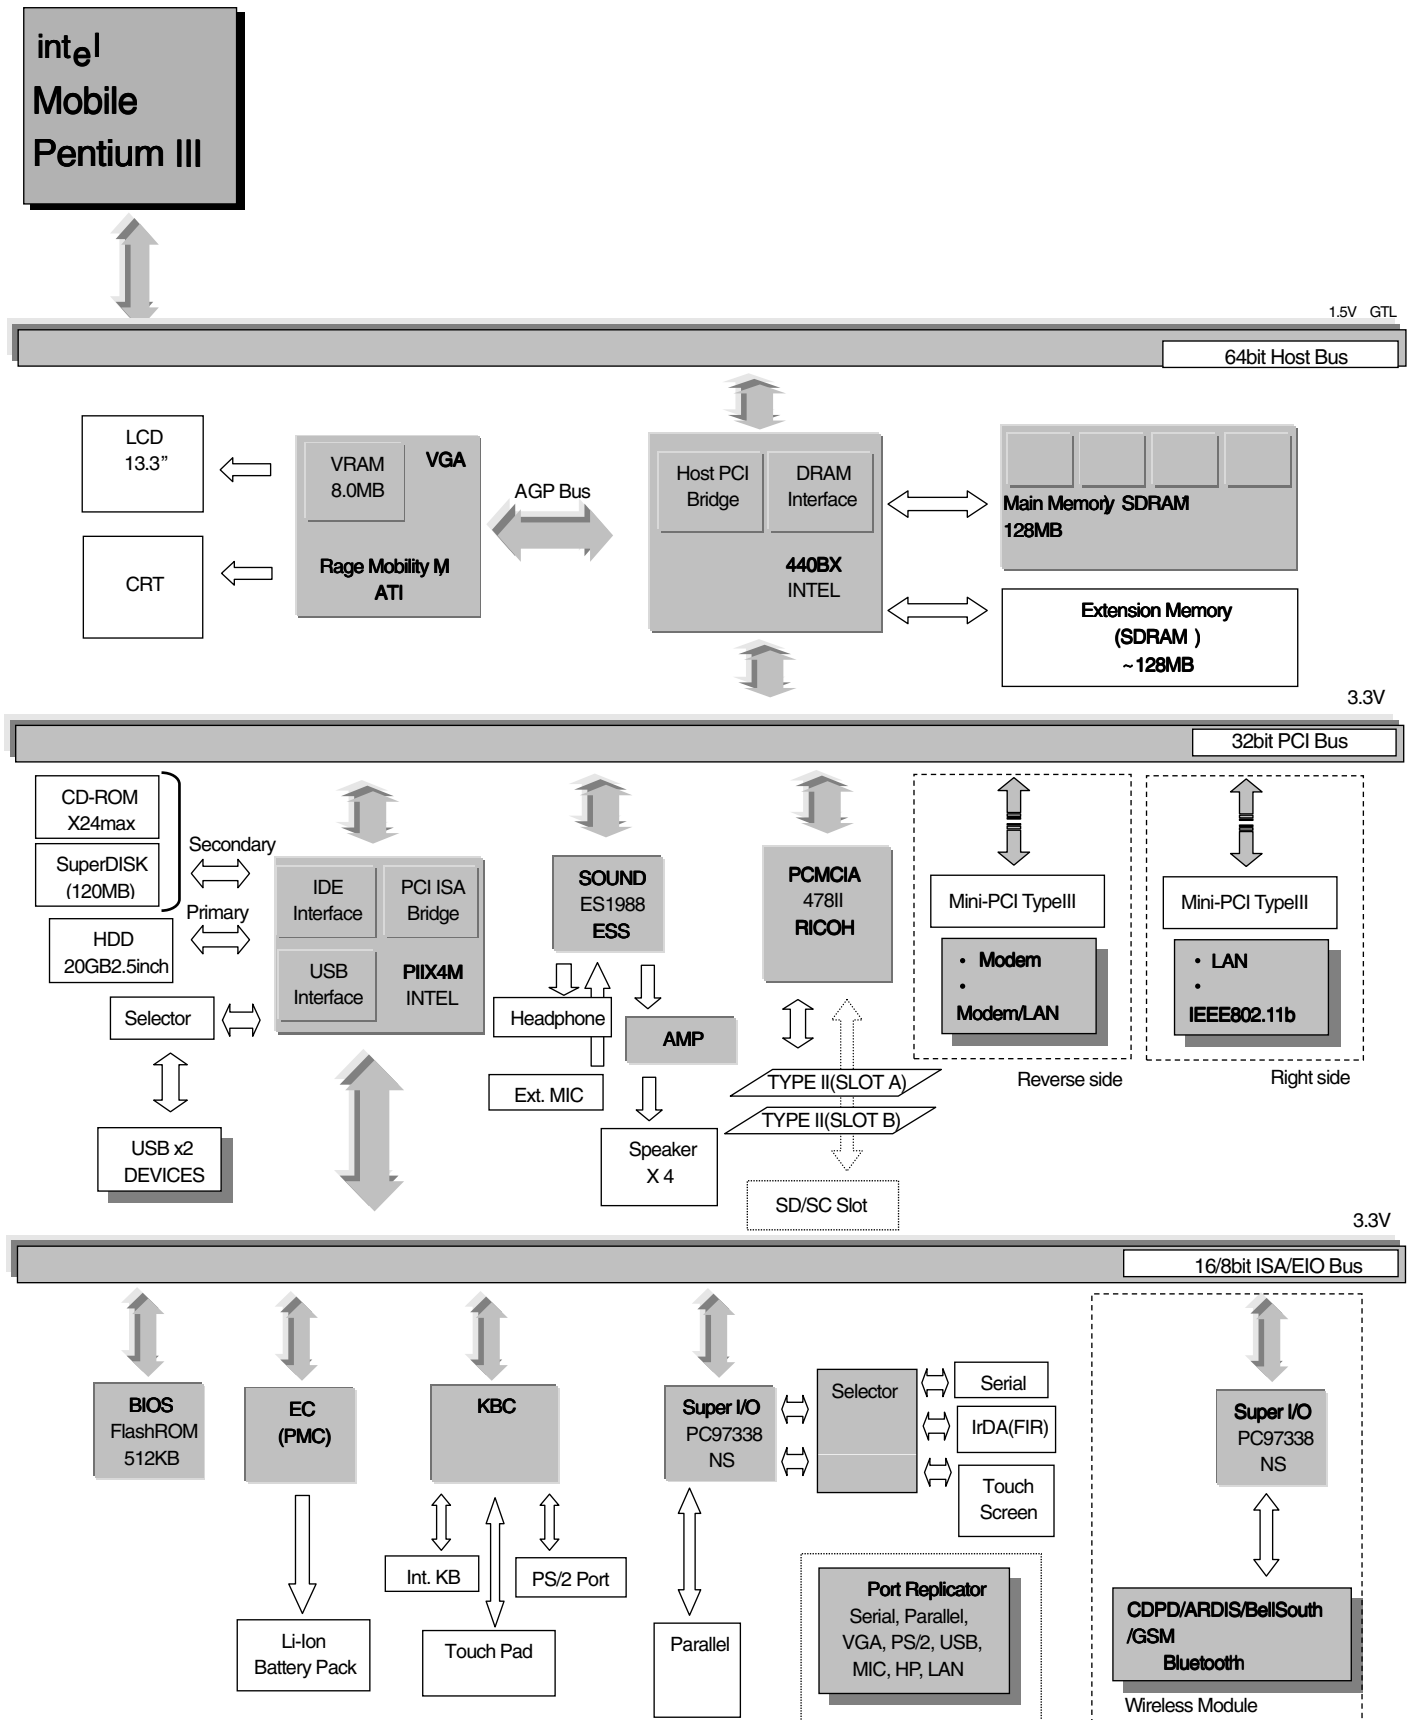 intel
Mobile
Pentium III
1.5V GTL
64bit Host Bus
LCD
13.3"
CRT
VRAM
8.0MB
VGA
Rage Mobility M,
ATI
AGP Bus
Host PCI
Bridge
DRAM
Interface
440BX
INTEL
Main Memory SDRAM
128MB
Extension Memory
(SDRAM )
~128MB
3.3V
32bit PCI Bus
CD-ROM
X24max
SuperDISK
(120MB)
Secondary
Primary
HDD
20GB2.5inch
Selector
USB x2
DEVICES
IDE
Interface
PCI ISA
Bridge
USB
Interface
PIIX4M
INTEL
SOUND
ES1988
ESS
Headphone
Ext. MIC
AMP
Speaker
X 4
PCMCIA
478II
RICOH
TYPE II(SLOT A)
TYPE II(SLOT B)
SD/SC Slot
Mini-PCI TypeIII
• Modem
•
Modem/LAN
Reverse side
Mini-PCI TypeIII
• LAN
•
IEEE802.11b
Right side
3.3V
16/8bit ISA/EIO Bus
BIOS
FlashROM
512KB
EC
(PMC)
Li-Ion
Battery Pack
KBC
Int. KB
PS/2 Port
Touch Pad
Super I/O
PC97338
NS
Parallel
Selector
Serial
IrDA(FIR)
Touch
Screen
Port Replicator
Serial, Parallel,
VGA, PS/2, USB,
MIC, HP, LAN
Super I/O
PC97338
NS
CDPD/ARDIS/BellSouth
/GSM
Bluetooth
Wireless Module